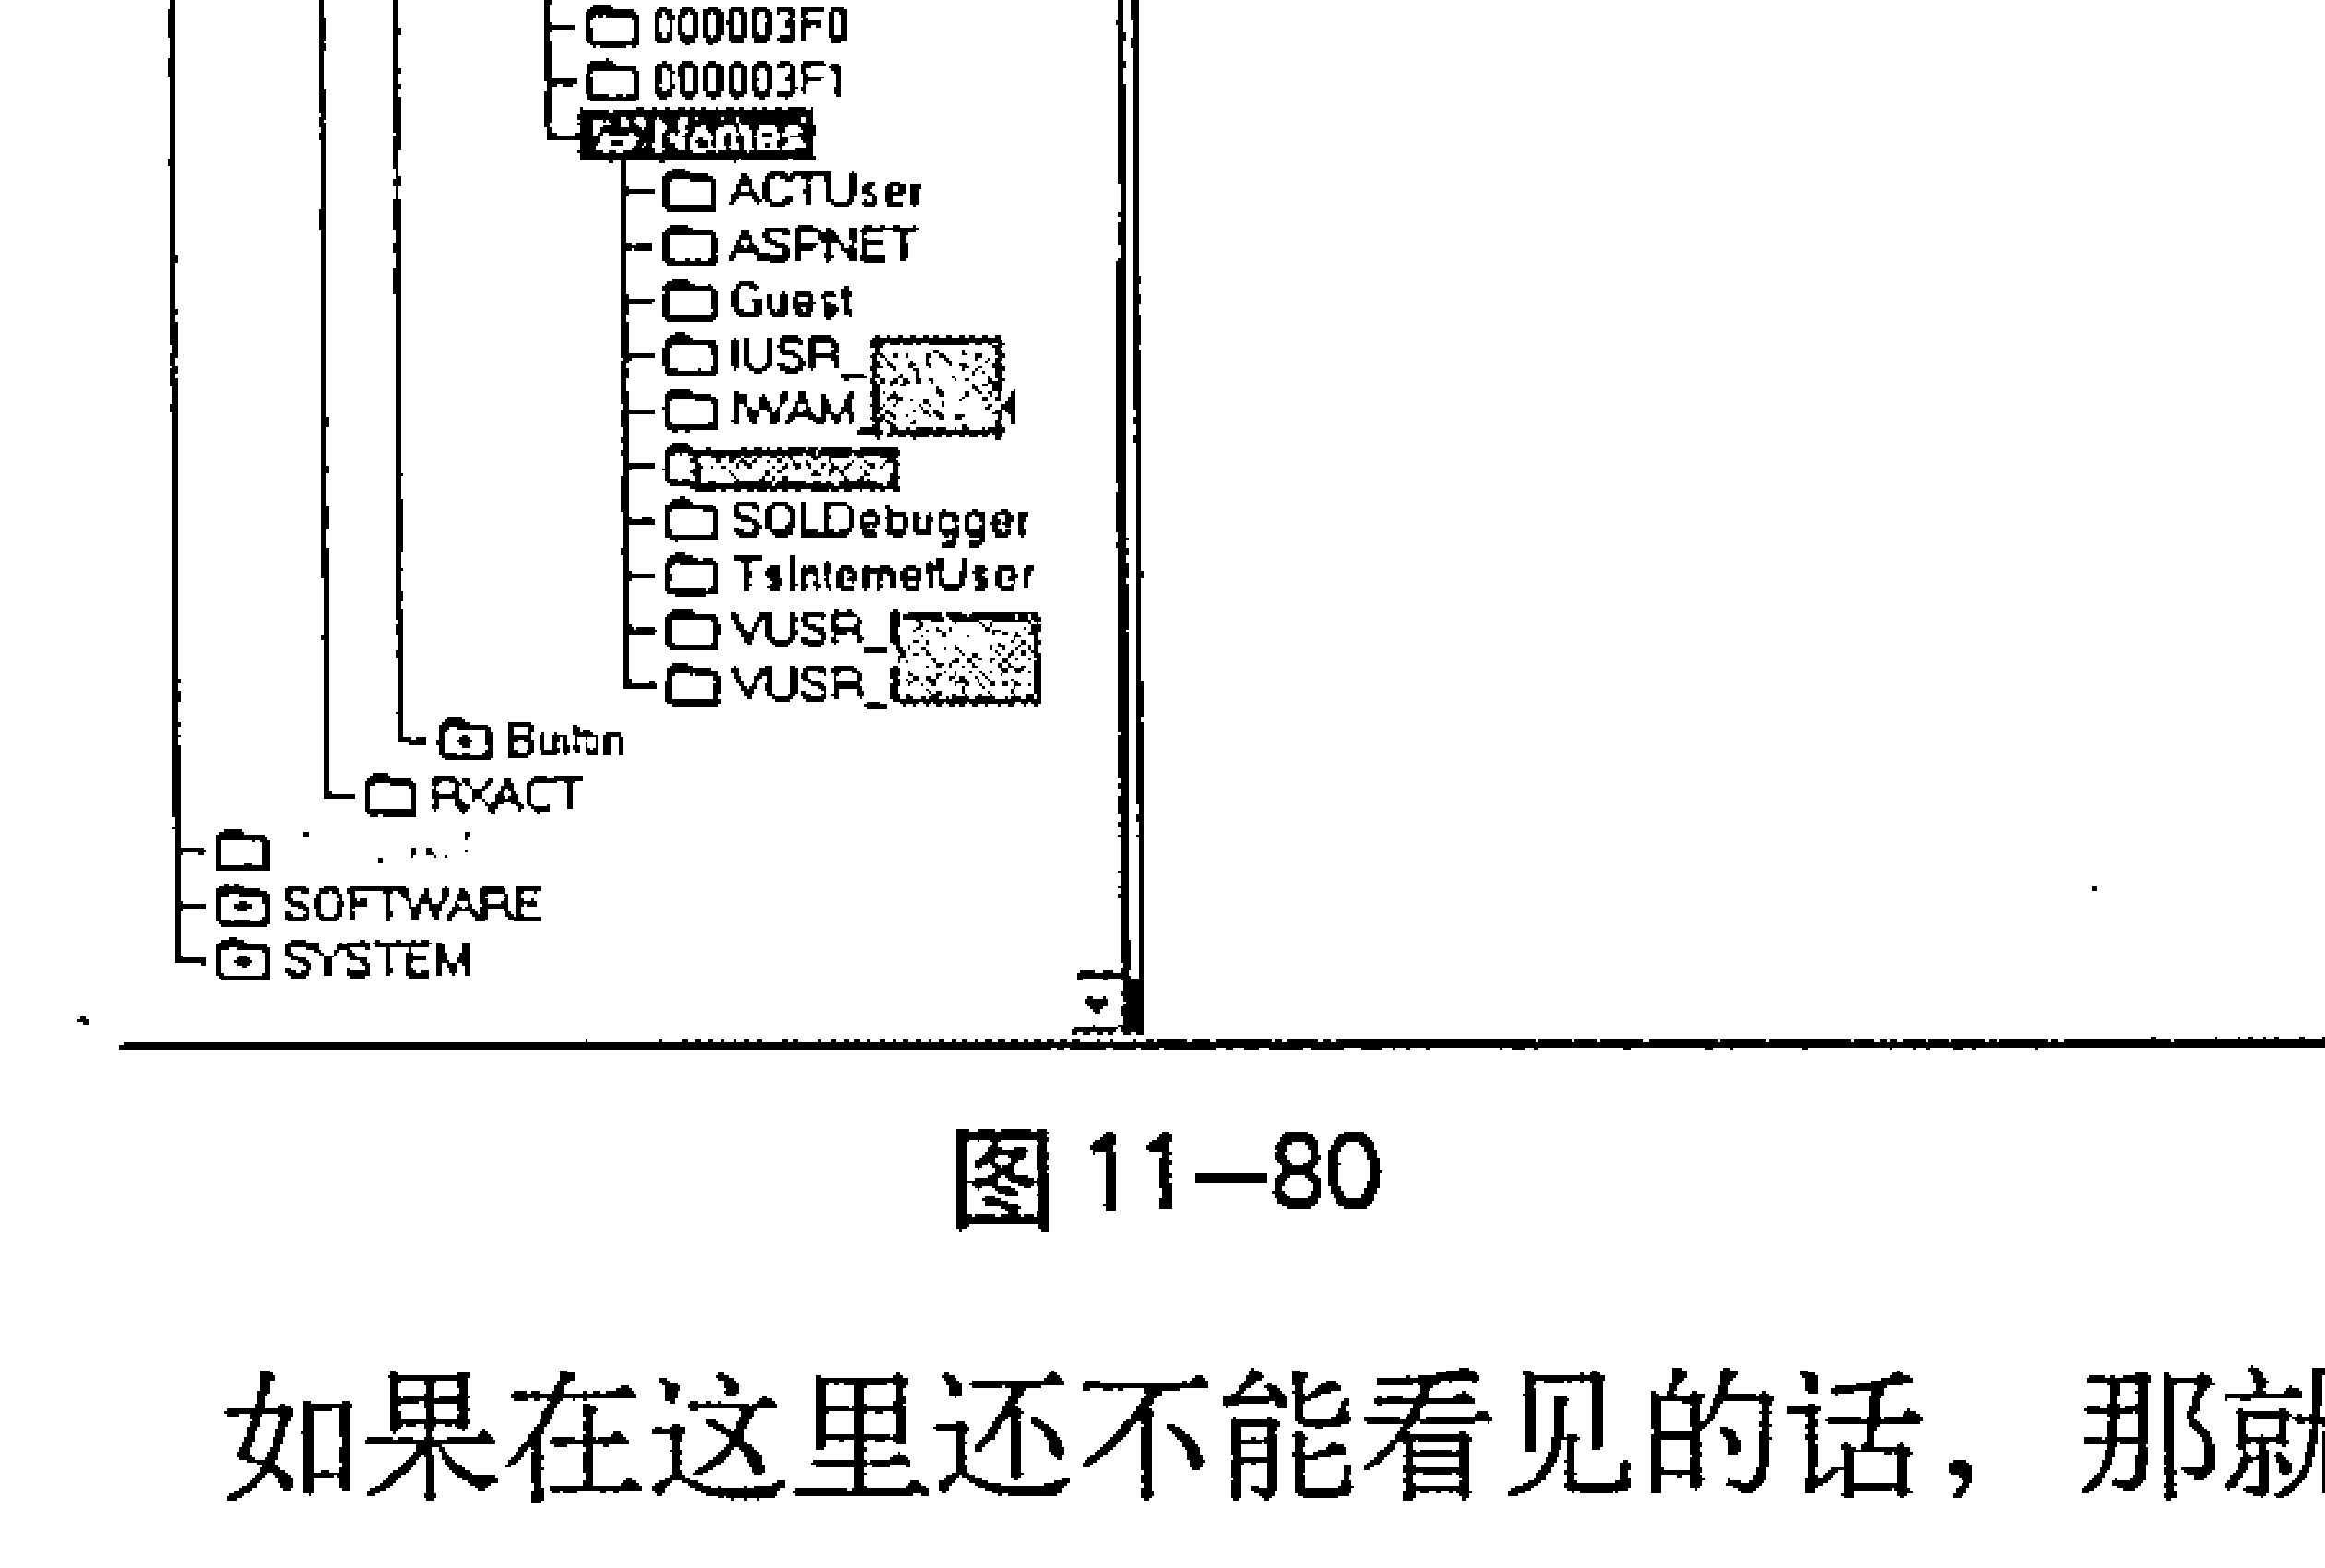 000003F0
000003F1
Names
ACTUser
ASPNET
Guest
IUSR_
IWAM_
SQLDebugger
TsInternetUser
VUSR_
VUSR_
Builtin
RXACT
SOFTWARE
SYSTEM
图 11-80
如果在这里还不能看见的话，那就